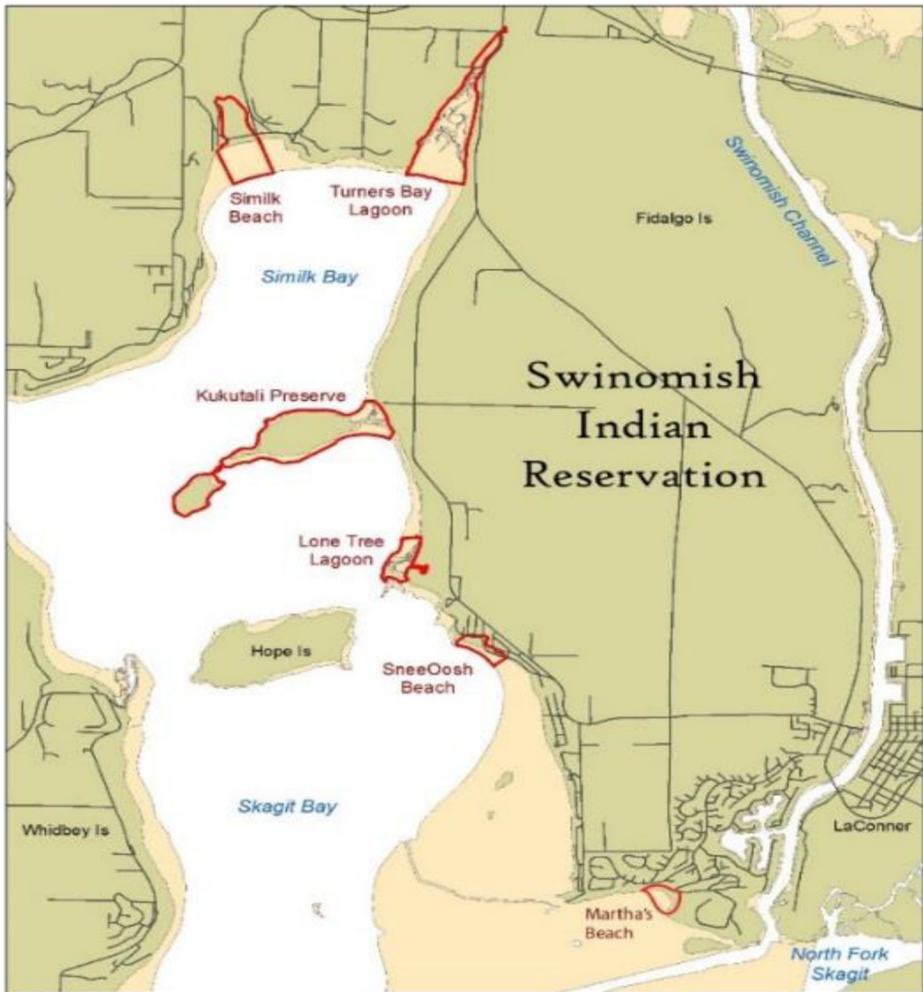 Similk
Beach
Turners Bay
Lagoon
Fidalgo Is
Swinomish Channel
Similk Bay
Kukutali Preserve
Swinomish
Indian
Reservation
Lone Tree
Lagoon
Hope Is
SneeOosh
Beach
Skagit Bay
Whidbey Is
LaConner
Martha's
Beach
North Fork
Skagit